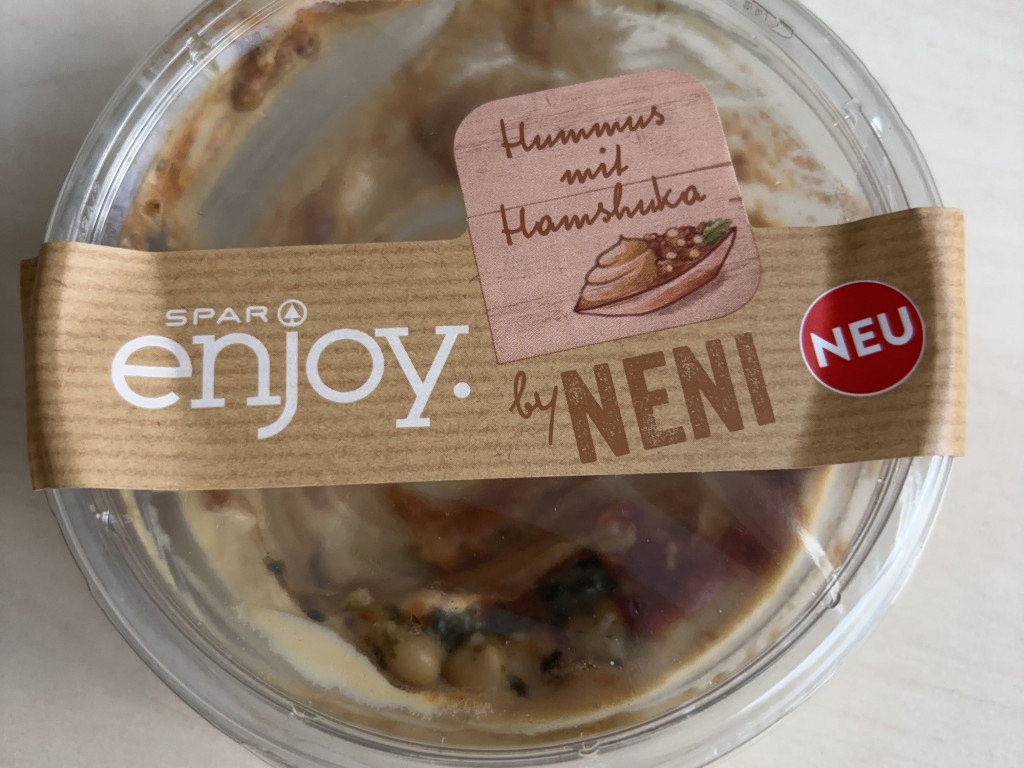 Hummus
mit
Hamshuka
SPAR
enjoy.
by NENI
NEU